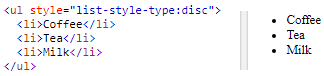 <ul style="list-style-type:disc">
<li>Coffee</li>
<li>Tea</li>
<li>Milk</li>
</ul>
• Coffee
• Tea
• Milk